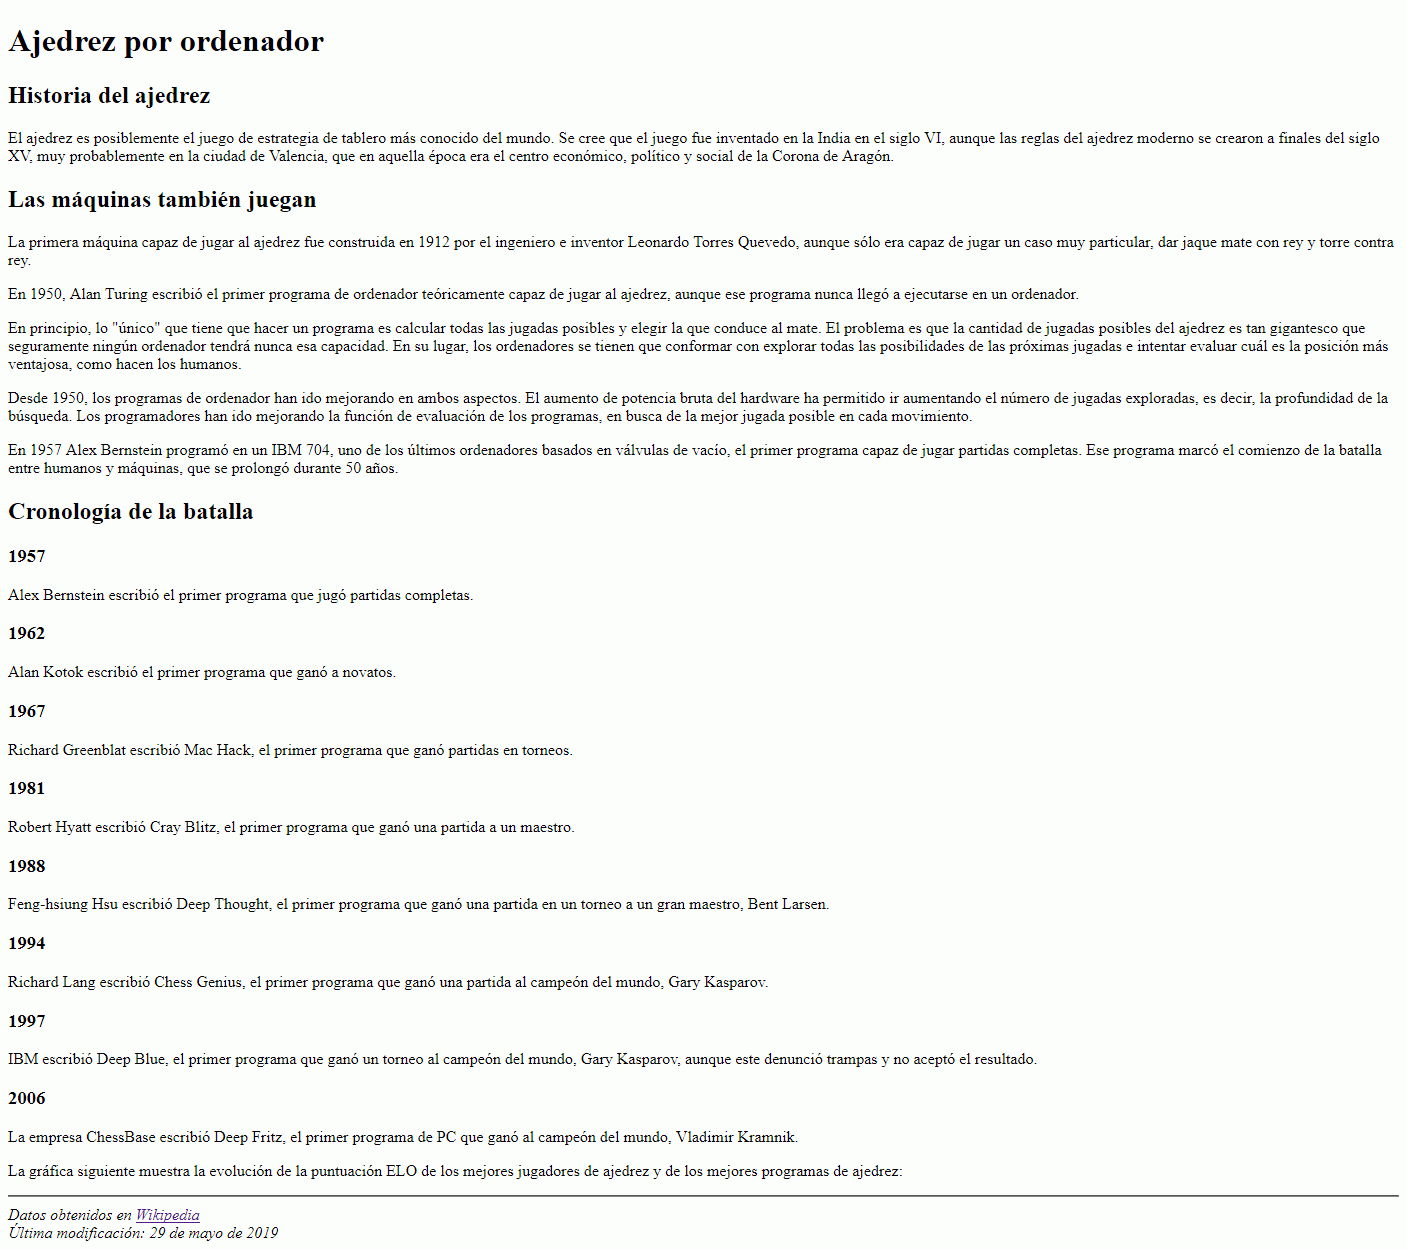 Ajedrez por ordenador
Historia del ajedrez
El ajedrez es posiblemente el juego de estrategia de tablero más conocido del mundo. Se cree que el juego fue inventado en la India en el siglo VI, aunque las reglas del ajedrez moderno se crearon a finales del siglo
XV, muy probablemente en la ciudad de Valencia, que en aquella época era el centro económico, político y social de la Corona de Aragón.
Las máquinas también juegan
La primera máquina capaz de jugar al ajedrez fue construida en 1912 por el ingeniero e inventor Leonardo Torres Quevedo, aunque sólo era capaz de jugar un caso muy particular, dar jaque mate con rey y torre contra
rey.
En 1950, Alan Turing escribió el primer programa de ordenador teóricamente capaz de jugar al ajedrez, aunque ese programa nunca llegó a ejecutarse en un ordenador.
En principio, lo "único" que tiene que hacer un programa es calcular todas las jugadas posibles y elegir la que conduce al mate. El problema es que la cantidad de jugadas posibles del ajedrez es tan gigantesco que
seguramente ningún ordenador tendrá nunca esa capacidad. En su lugar, los ordenadores se tienen que conformar con explorar todas las posibilidades de las próximas jugadas e intentar evaluar cuál es la posición más
ventajosa, como hacen los humanos.
Desde 1950, los programas de ordenador han ido mejorando en ambos aspectos. El aumento de potencia bruta del hardware ha permitido ir aumentando el número de jugadas exploradas, es decir, la profundidad de la
búsqueda. Los programadores han ido mejorando la función de evaluación de los programas, en busca de la mejor jugada posible en cada movimiento.
En 1957 Alex Bernstein programó en un IBM 704, uno de los últimos ordenadores basados en válvulas de vacío, el primer programa capaz de jugar partidas completas. Ese programa marcó el comienzo de la batalla
entre humanos y máquinas, que se prolongó durante 50 años.
Cronología de la batalla
1957
Alex Bernstein escribió el primer programa que jugó partidas completas.
1962
Alan Kotok escribió el primer programa que ganó a novatos.
1967
Richard Greenblat escribió Mac Hack, el primer programa que ganó partidas en torneos.
1981
Robert Hyatt escribió Cray Blitz, el primer programa que ganó una partida a un maestro.
1988
Feng-hsiung Hsu escribió Deep Thought, el primer programa que ganó una partida en un torneo a un gran maestro, Bent Larsen.
1994
Richard Lang escribió Chess Genius, el primer programa que ganó una partida al campeón del mundo, Gary Kasparov.
1997
IBM escribió Deep Blue, el primer programa que ganó un torneo al campeón del mundo, Gary Kasparov, aunque este denunció trampas y no aceptó el resultado.
2006
La empresa ChessBase escribió Deep Fritz, el primer programa de PC que ganó al campeón del mundo, Vladimir Kramnik.
La gráfica siguiente muestra la evolución de la puntuación ELO de los mejores jugadores de ajedrez y de los mejores programas de ajedrez:
Datos obtenidos en Wikipedia
Última modificación: 29 de mayo de 2019